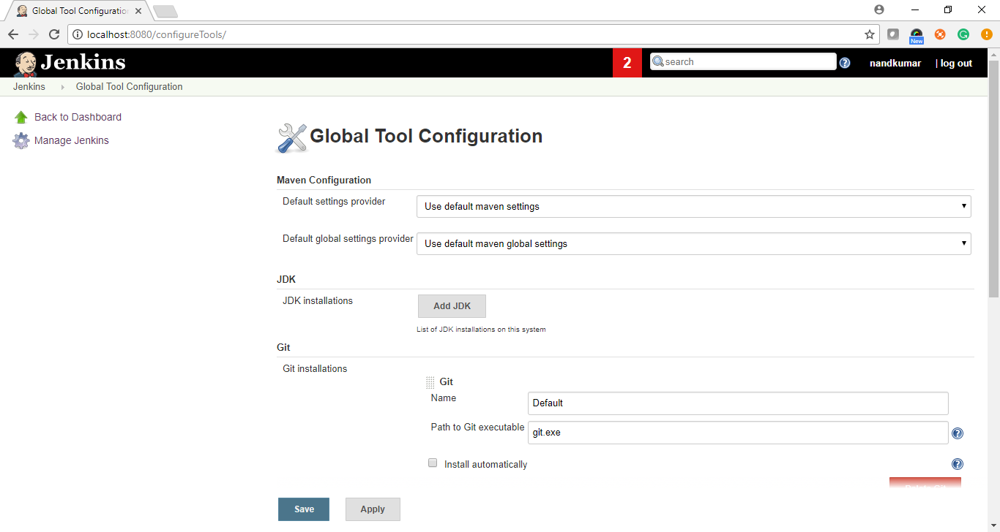 Global Tool Configuratio
localhost:8080/configureTools/
New
Jenkins
2
search
nandkumar
| log out
Jenkins
Global Tool Configuration
Back to Dashboard
Manage Jenkins
Global Tool Configuration
Maven Configuration
Default settings provider
Use default maven settings
Default global settings provider
Use default maven global settings
JDK
JDK installations
Add JDK
List of JDK installations on this system
Git
Git installations
Git
Name
Default
Path to Git executable
git.exe
Install automatically
Save
Apply